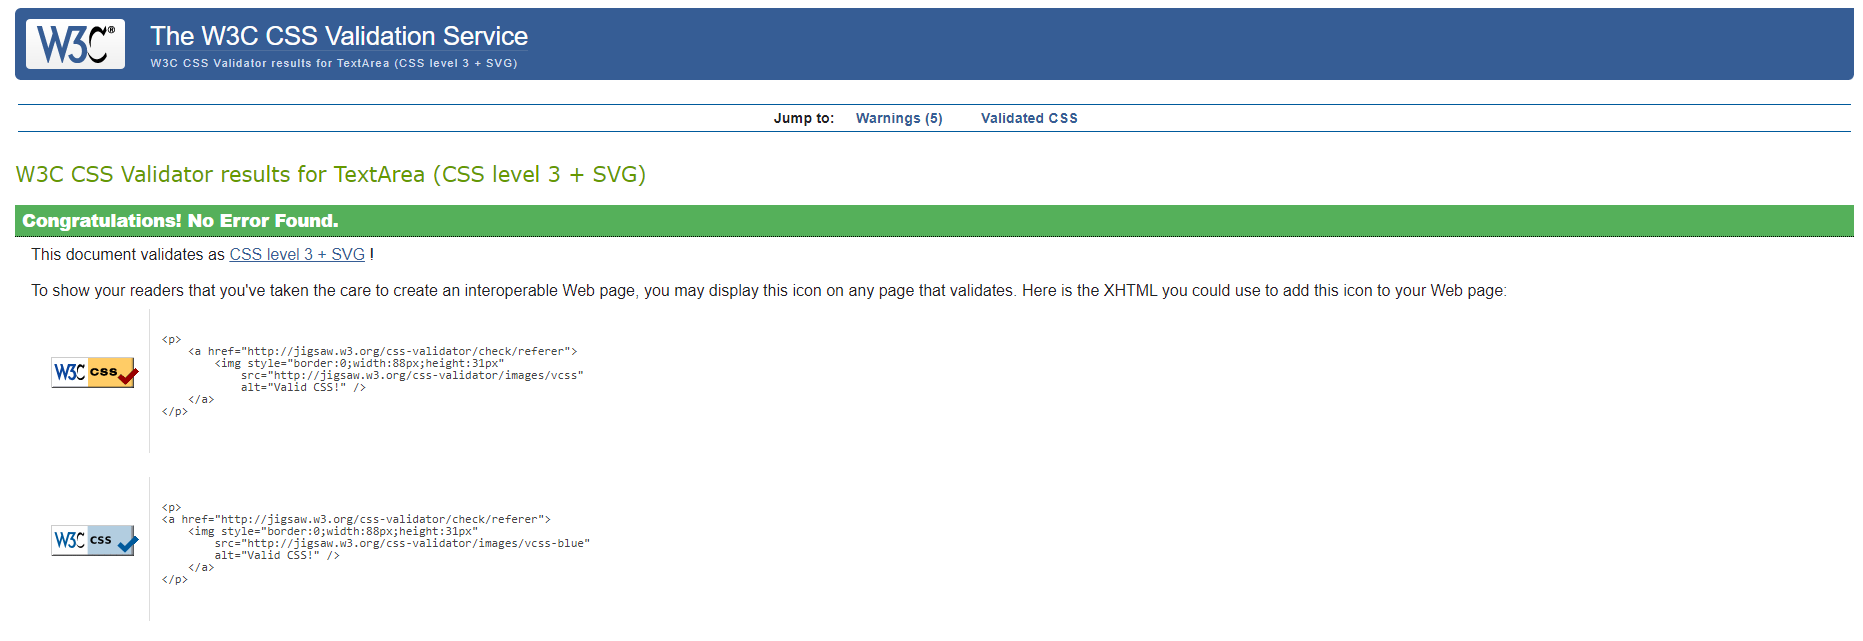 W3C®
The W3C CSS Validation Service
W3C CSS Validator results for TextArea (CSS level 3 + SVG)
Jump to: Warnings (5) Validated CSS
W3C CSS Validator results for TextArea (CSS level 3 + SVG)
Congratulations! No Error Found.
This document validates as CSS level 3 + SVG !
To show your readers that you've taken the care to create an interoperable Web page, you may display this icon on any page that validates. Here is the XHTML you could use to add this icon to your Web page:
W3C css
<p>
    <a href="http://jigsaw.w3.org/css-validator/check/referer">
        <img style="border:0;width:88px;height:31px"
            src="http://jigsaw.w3.org/css-validator/images/vcss"
            alt="Valid CSS!" />
    </a>
</p>
W3C css
<p>
<a href="http://jigsaw.w3.org/css-validator/check/referer">
    <img style="border:0;width:88px;height:31px"
        src="http://jigsaw.w3.org/css-validator/images/vcss-blue"
        alt="Valid CSS!" />
    </a>
</p>